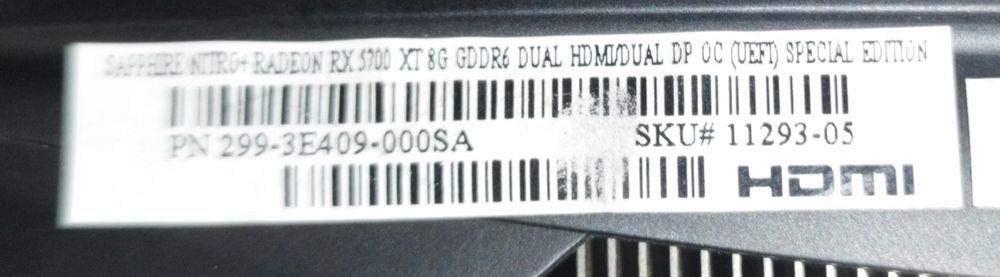 SAPPHIRE NITRO+ RADEON RX 5700 XT 8G GDDR6 DUAL HDMI/DUAL DP OC (UEFI) SPECIAL EDITION
PN 299-3E409-000SA SKU# 11293-05
HDMI